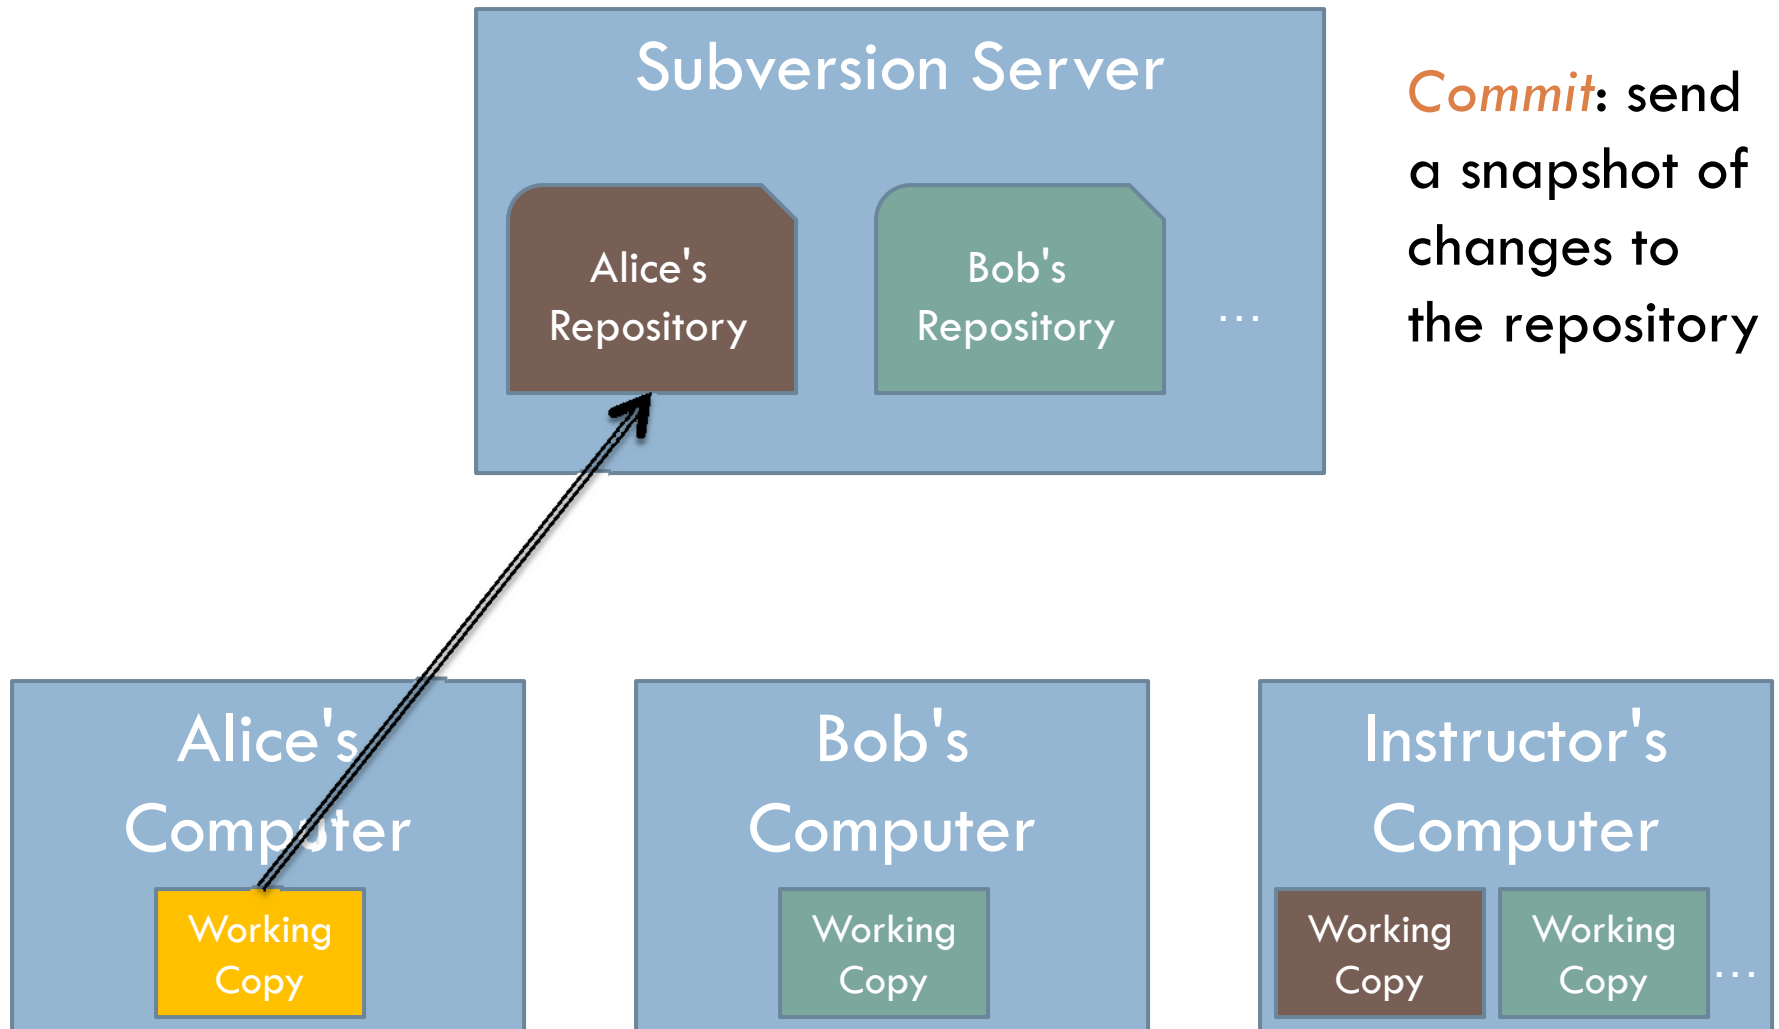 Subversion Server
Commit: send
a snapshot of
changes to
the repository
Alice's
Repository
Bob's
Repository
...
Alice's
Computer
Working
Copy
Bob's
Computer
Working
Copy
Instructor's
Computer
Working
Copy
Working
Copy
...